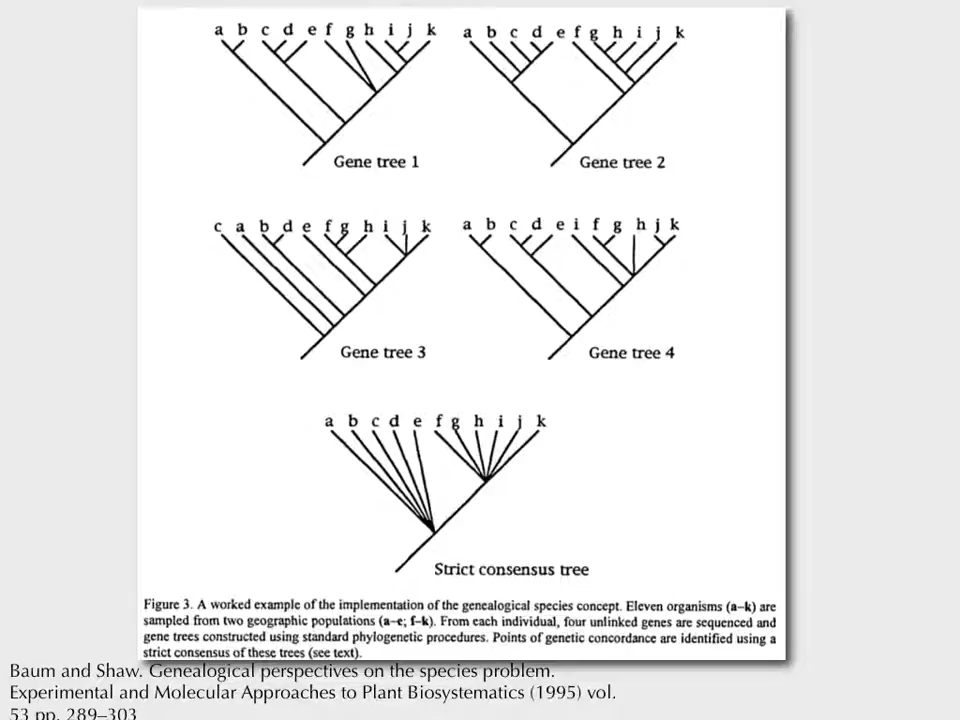 a b c d e f g h i j k
a b c d e f g h i j k
Gene tree 1
Gene tree 2
c a b d e f g h i j k
a b c d e i f g h j k
Gene tree 3
Gene tree 4
a b c d e f g h i j k
Strict consensus tree
Figure 3. A worked example of the implementation of the genealogical species concept. Eleven organisms (a–k) are
sampled from two geographic populations (a–e; f–k). From each individual, four unlinked genes are sequenced and
gene trees constructed using standard phylogenetic procedures. Points of genetic concordance are identified using a
strict consensus of these trees (see text).
Baum and Shaw. Genealogical perspectives on the species problem.
Experimental and Molecular Approaches to Plant Biosystematics (1995) vol.
53 pp. 289–303